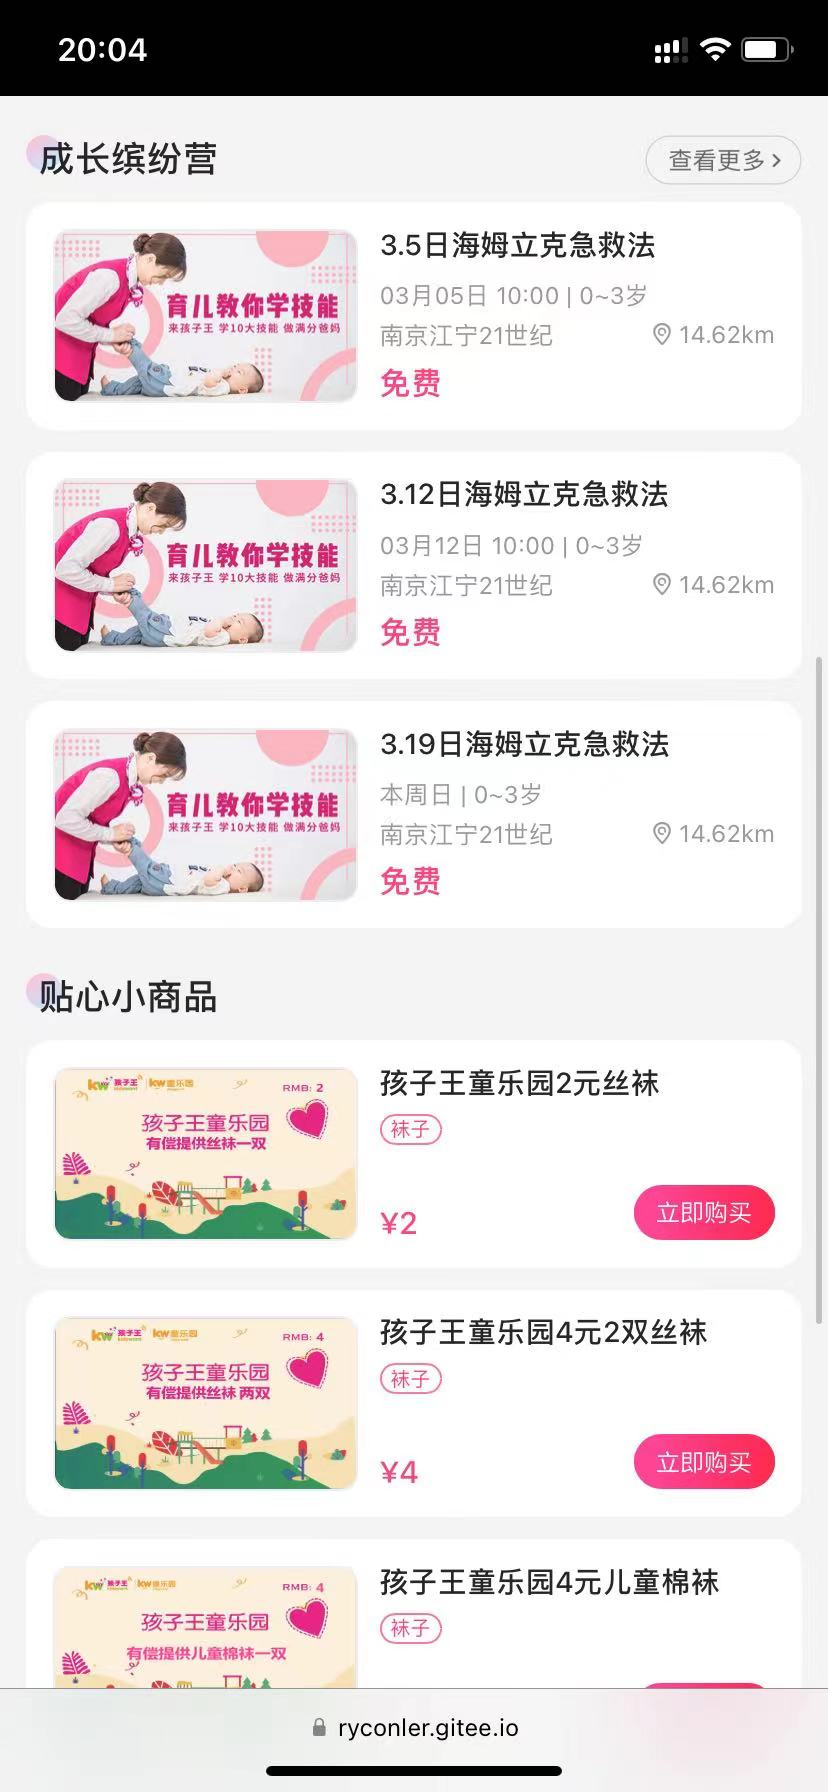 20:04
成长缤纷营
查看更多
育儿教你学技能
来孩子王 学10大技能 做满分爸妈
3.5日海姆立克急救法
03月05日 10:00 | 0~3岁
南京江宁21世纪
14.62km
免费
育儿教你学技能
来孩子王 学10大技能 做满分爸妈
3.12日海姆立克急救法
03月12日 10:00 | 0~3岁
南京江宁21世纪
14.62km
免费
育儿教你学技能
来孩子王 学10大技能 做满分爸妈
3.19日海姆立克急救法
本周日 | 0~3岁
南京江宁21世纪
14.62km
免费
贴心小商品
kw 孩子王 kw童乐园
RMB: 2
孩子王童乐园
有偿提供丝袜一双
孩子王童乐园2元丝袜
袜子
¥2
立即购买
kw 孩子王 kw童乐园
RMB: 4
孩子王童乐园
有偿提供丝袜 两双
孩子王童乐园4元2双丝袜
袜子
¥4
立即购买
kw 孩子王 kw童乐园
RMB: 4
孩子王童乐园
有偿提供儿童棉袜一双
孩子王童乐园4元儿童棉袜
袜子
ryconler.gitee.io